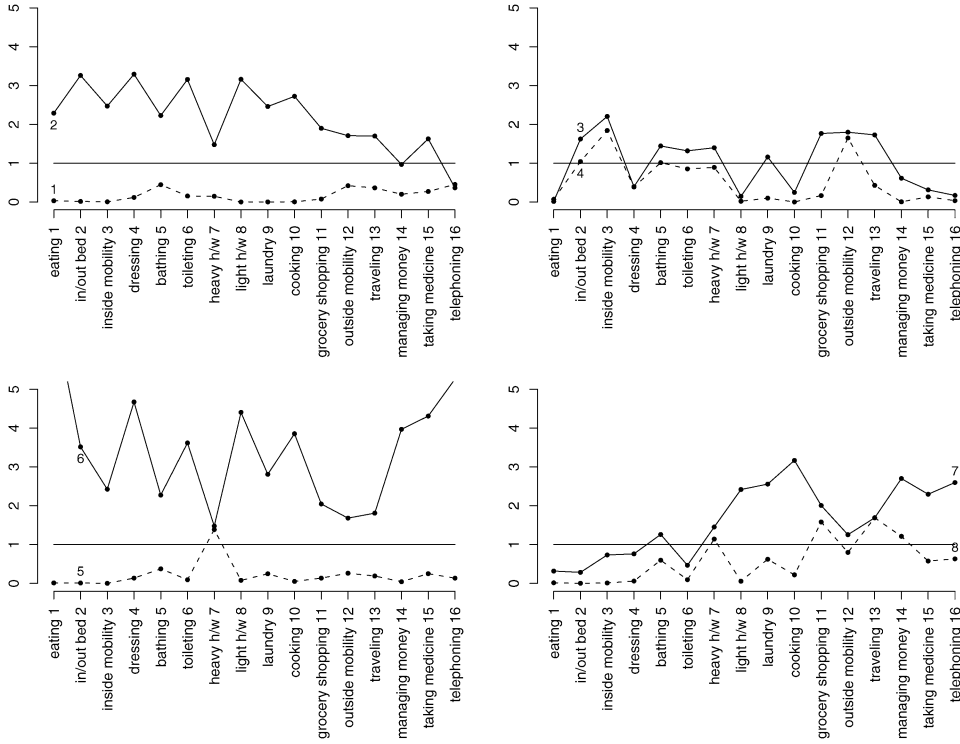 5
4
3
2
1
0
2
1
eating 1
in/out bed 2
inside mobility 3
dressing 4
bathing 5
toileting 6
heavy h/w 7
light h/w 8
laundry 9
cooking 10
grocery shopping 11
outside mobility 12
traveling 13
managing money 14
taking medicine 15
telephoning 16
5
4
3
2
1
0
3
4
eating 1
in/out bed 2
inside mobility 3
dressing 4
bathing 5
toileting 6
heavy h/w 7
light h/w 8
laundry 9
cooking 10
grocery shopping 11
outside mobility 12
traveling 13
managing money 14
taking medicine 15
telephoning 16
5
4
3
2
1
0
6
5
eating 1
in/out bed 2
inside mobility 3
dressing 4
bathing 5
toileting 6
heavy h/w 7
light h/w 8
laundry 9
cooking 10
grocery shopping 11
outside mobility 12
traveling 13
managing money 14
taking medicine 15
telephoning 16
5
4
3
2
1
0
7
8
eating 1
in/out bed 2
inside mobility 3
dressing 4
bathing 5
toileting 6
heavy h/w 7
light h/w 8
laundry 9
cooking 10
grocery shopping 11
outside mobility 12
traveling 13
managing money 14
taking medicine 15
telephoning 16